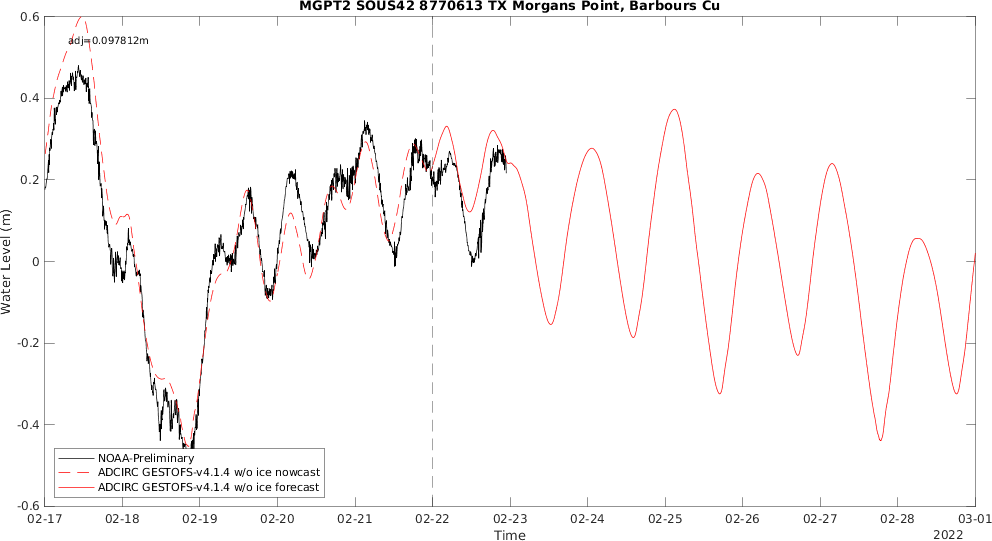 MGPT2 SOUS42 8770613 TX Morgans Point, Barbours Cu
adj=0.097812m
Water Level (m)
0.6
0.4
0.2
0
-0.2
-0.4
-0.6
NOAA-Preliminary
ADCIRC GESTOFS-v4.1.4 w/o ice nowcast
ADCIRC GESTOFS-v4.1.4 w/o ice forecast
02-17 02-18 02-19 02-20 02-21 02-22 02-23 02-24 02-25 02-26 02-27 02-28 03-01
Time
2022